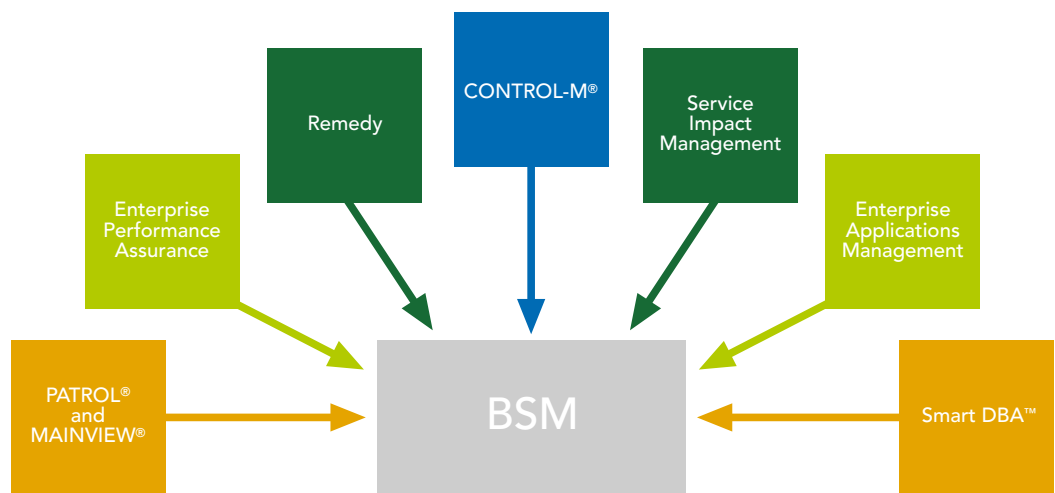 CONTROL-M®
Remedy
Service
Impact
Management
Enterprise
Performance
Assurance
Enterprise
Applications
Management
PATROL®
and
MAINVIEW®
BSM
Smart DBA™